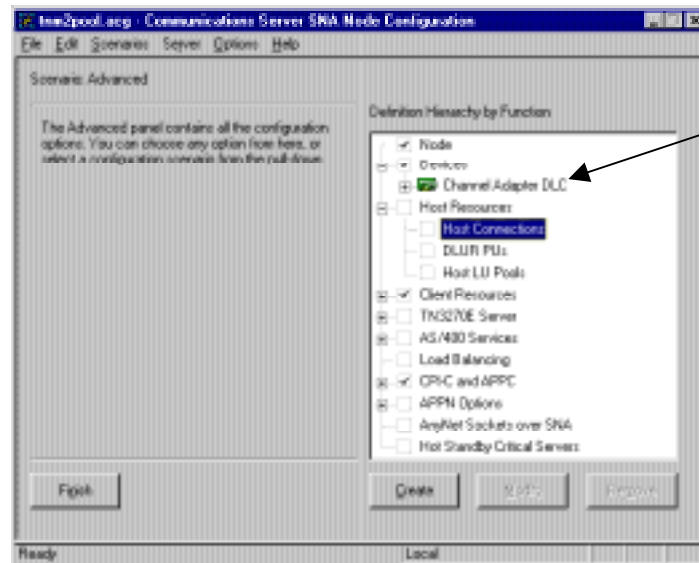 tnm2pool.acg - Communications Server SNA Node Configuration
File Edit Scenarios Server Options Help
Scenario: Advanced
The Advanced panel contains all the configuration
options. You can choose any option from here, or
select a configuration scenario from the pull-down
Definition Hierarchy by Function
Node
Devices
Channel Adapter DLC
Host Resources
Host Connections
DLUR PUs
Host LU Pools
Client Resources
TN3270E Server
AS/400 Services
Load Balancing
CPI-C and APPC
APPN Options
AnyNet Sockets over SNA
Hot Standby Critical Servers
Finish
Create
Modify
Remove
Ready
Local